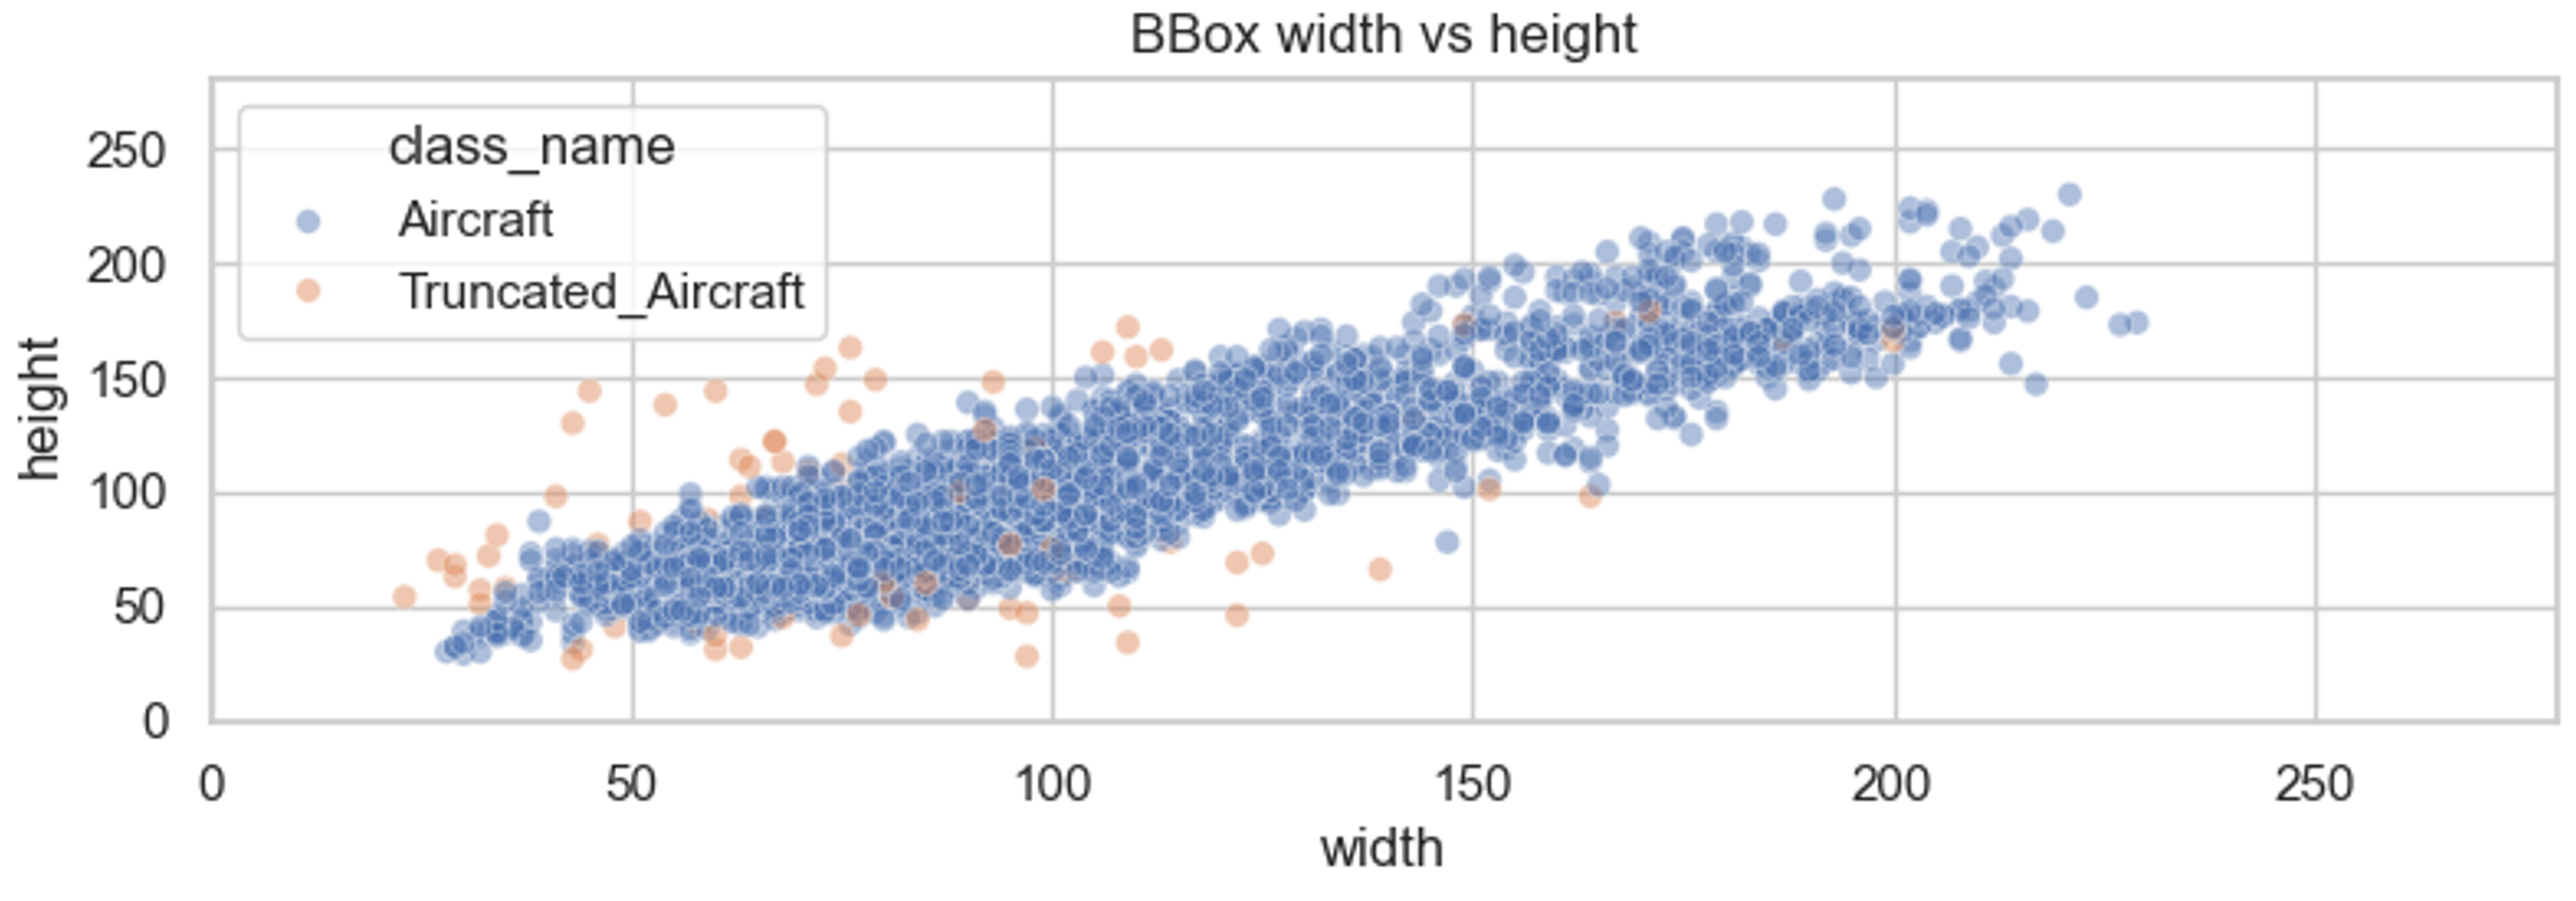 BBox width vs height
class_name
Aircraft
Truncated_Aircraft
height
250
200
150
100
50
0
0 50 100 150 200 250
width